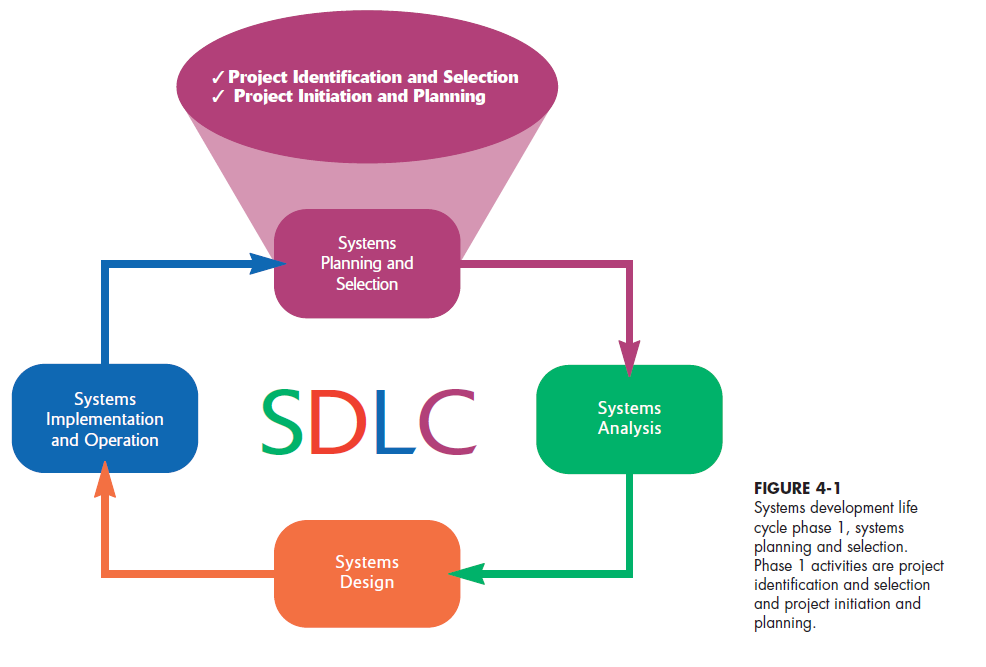 ✓ Project Identification and Selection
✓ Project Initiation and Planning
Systems
Planning and
Selection
Systems
Implementation
and Operation
SDLC
Systems
Analysis
Systems
Design
FIGURE 4-1
Systems development life
cycle phase 1, systems
planning and selection.
Phase 1 activities are project
identification and selection
and project initiation and
planning.